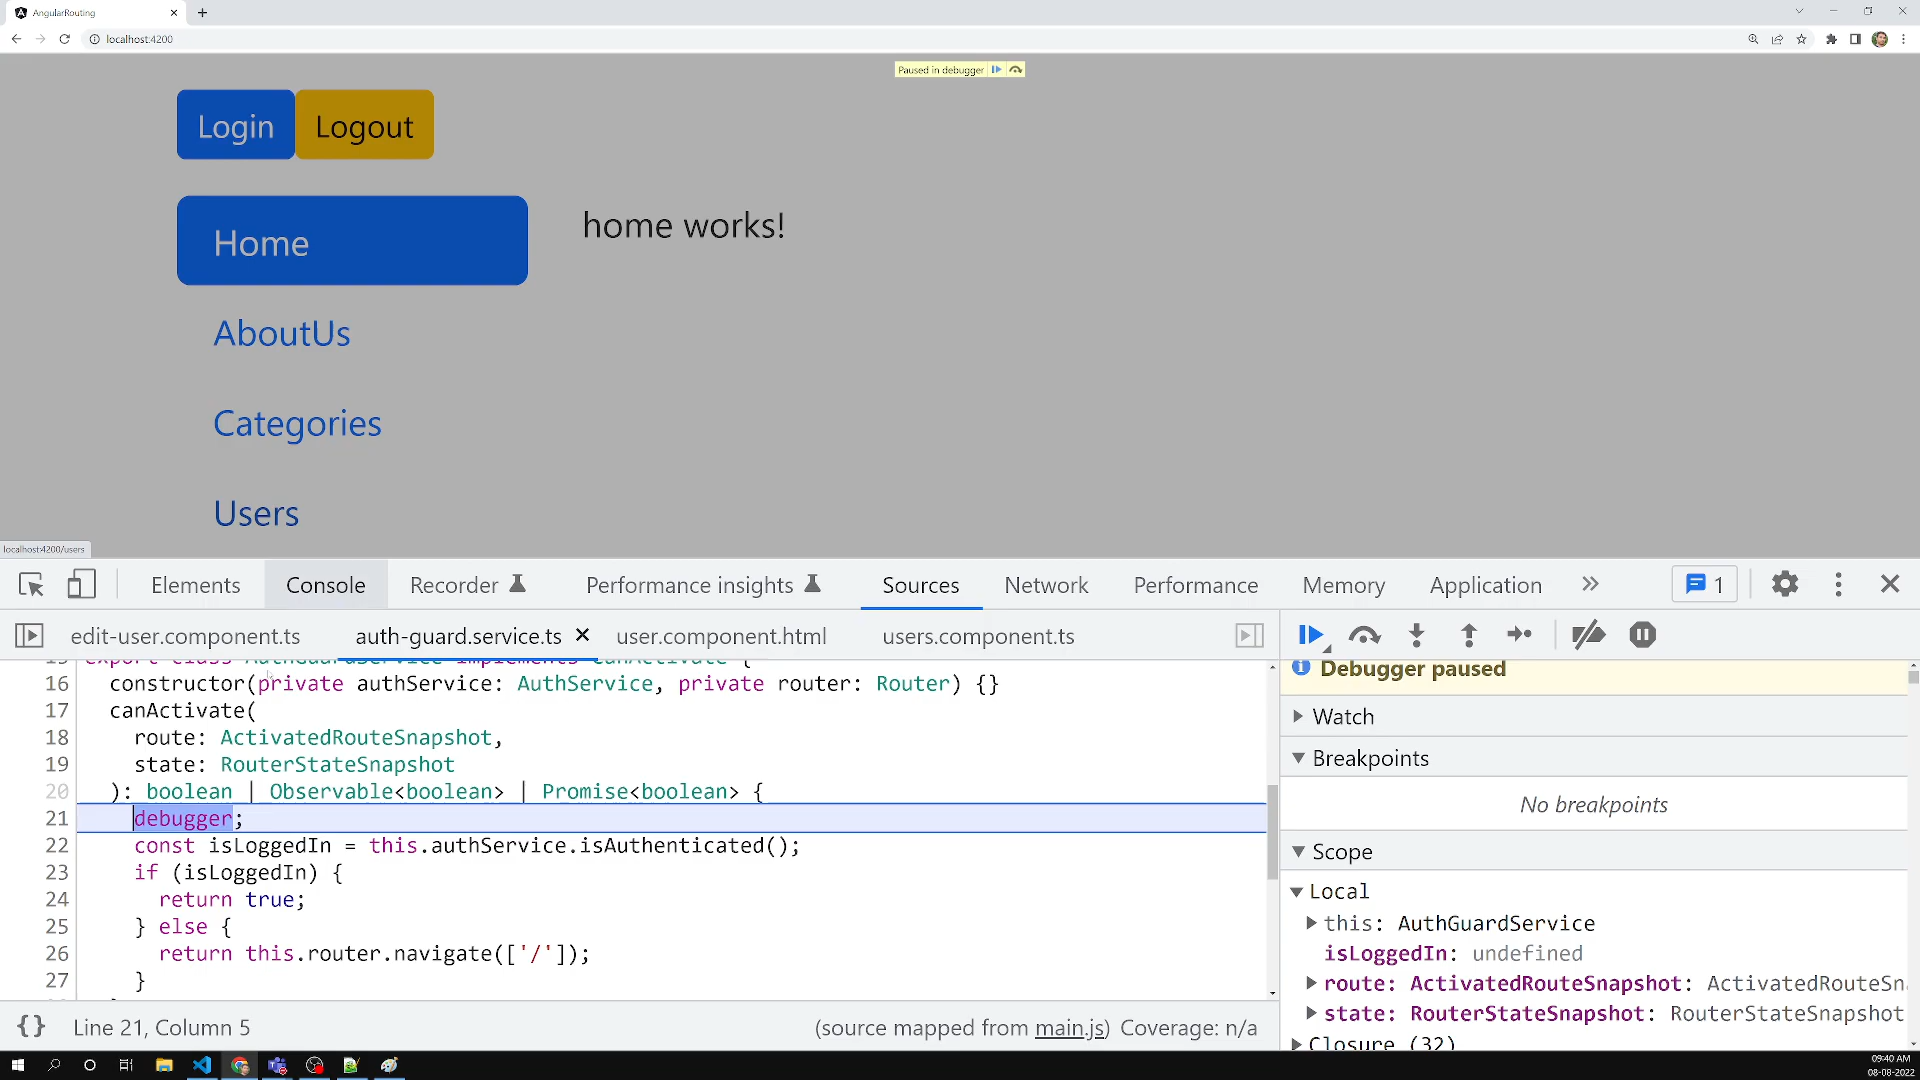 AngularRouting
localhost:4200
Paused in debugger
Login Logout
Home
home works!
AboutUs
Categories
Users
localhost:4200/users
Elements Console Recorder Performance insights Sources Network Performance Memory Application 1
edit-user.component.ts auth-guard.service.ts user.component.html users.component.ts
16 constructor(private authService: AuthService, private router: Router) {}
17 canActivate(
18 route: ActivatedRouteSnapshot,
19 state: RouterStateSnapshot
20 ): boolean | Observable<boolean> | Promise<boolean> {
21 debugger;
22 const isLoggedIn = this.authService.isAuthenticated();
23 if (isLoggedIn) {
24 return true;
25 } else {
26 return this.router.navigate(['/']);
27 }
{} Line 21, Column 5 (source mapped from main.js) Coverage: n/a
Debugger paused
Watch
Breakpoints
No breakpoints
Scope
Local
this: AuthGuardService
isLoggedIn: undefined
route: ActivatedRouteSnapshot: ActivatedRouteSn
state: RouterStateSnapshot: RouterStateSnapshot
Closure (32)
09:40 AM
08-08-2022